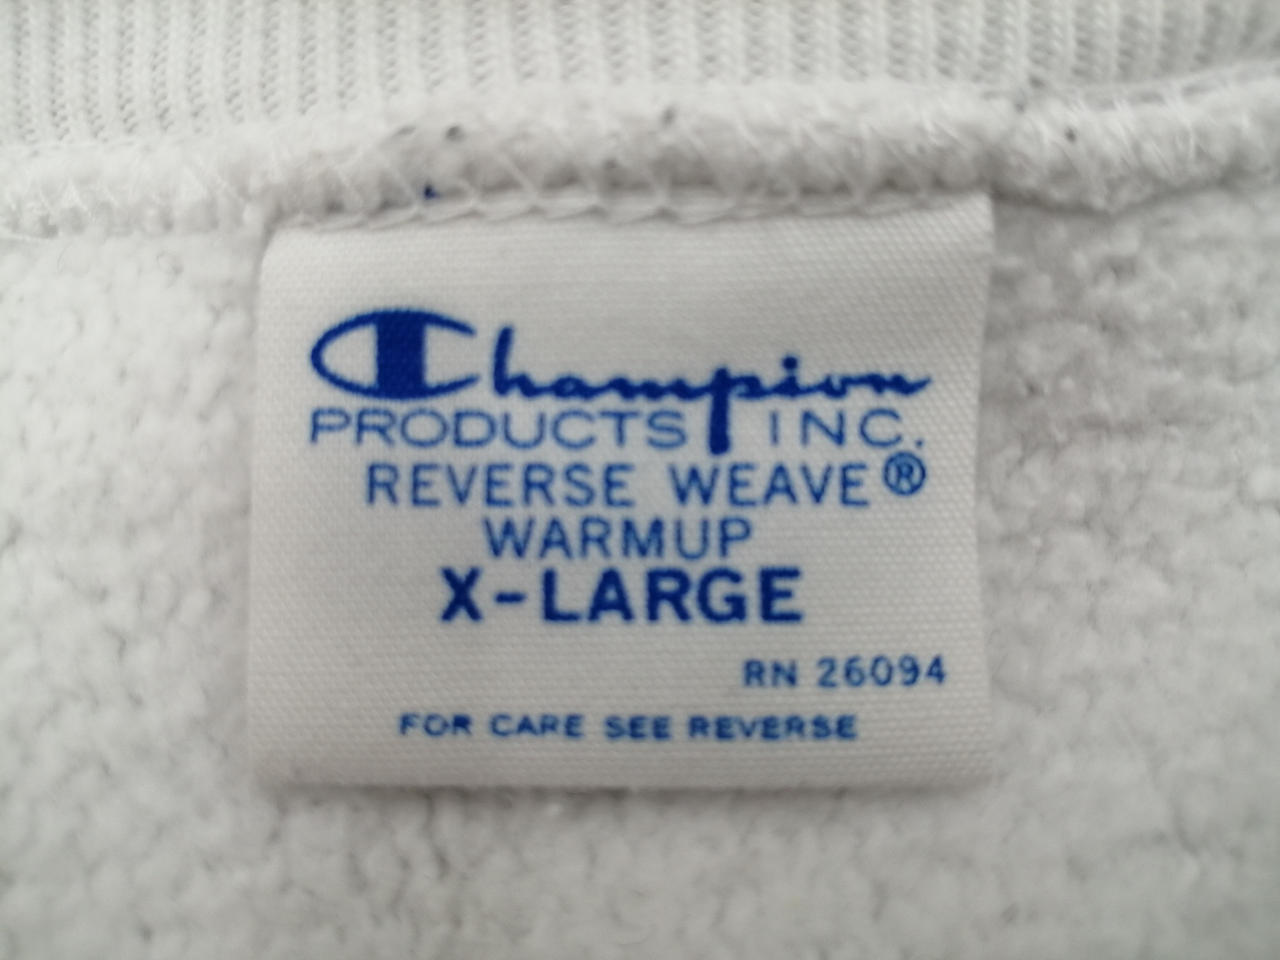 Champion
PRODUCTS INC.
REVERSE WEAVE®
WARMUP
X-LARGE
RN 26094
FOR CARE SEE REVERSE